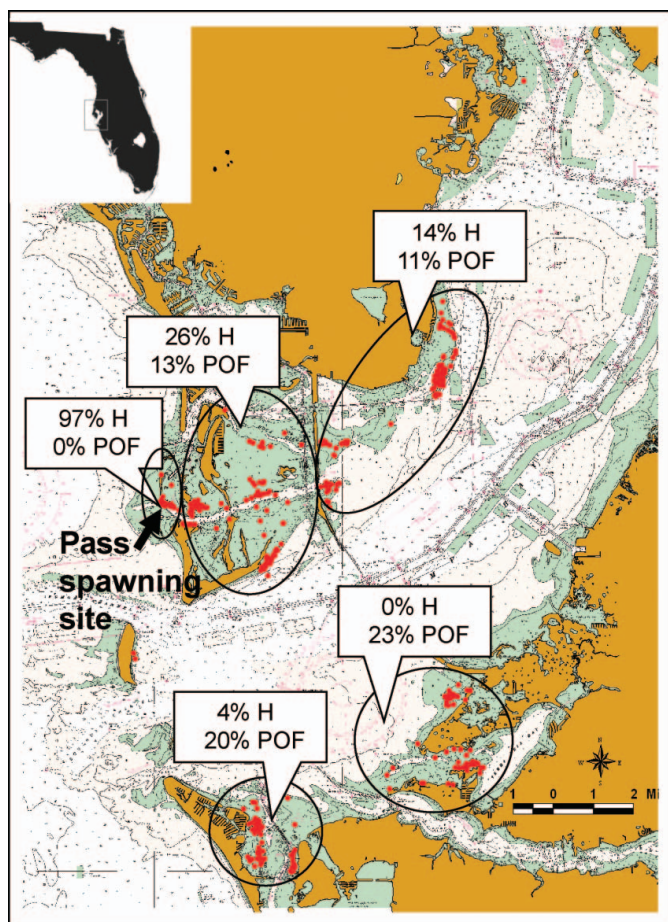 14% H
11% POF
26% H
13% POF
97% H
0% POF
Pass
spawning
site
0% H
23% POF
4% H
20% POF
N
W
E
S
1 0 1 2 Mi